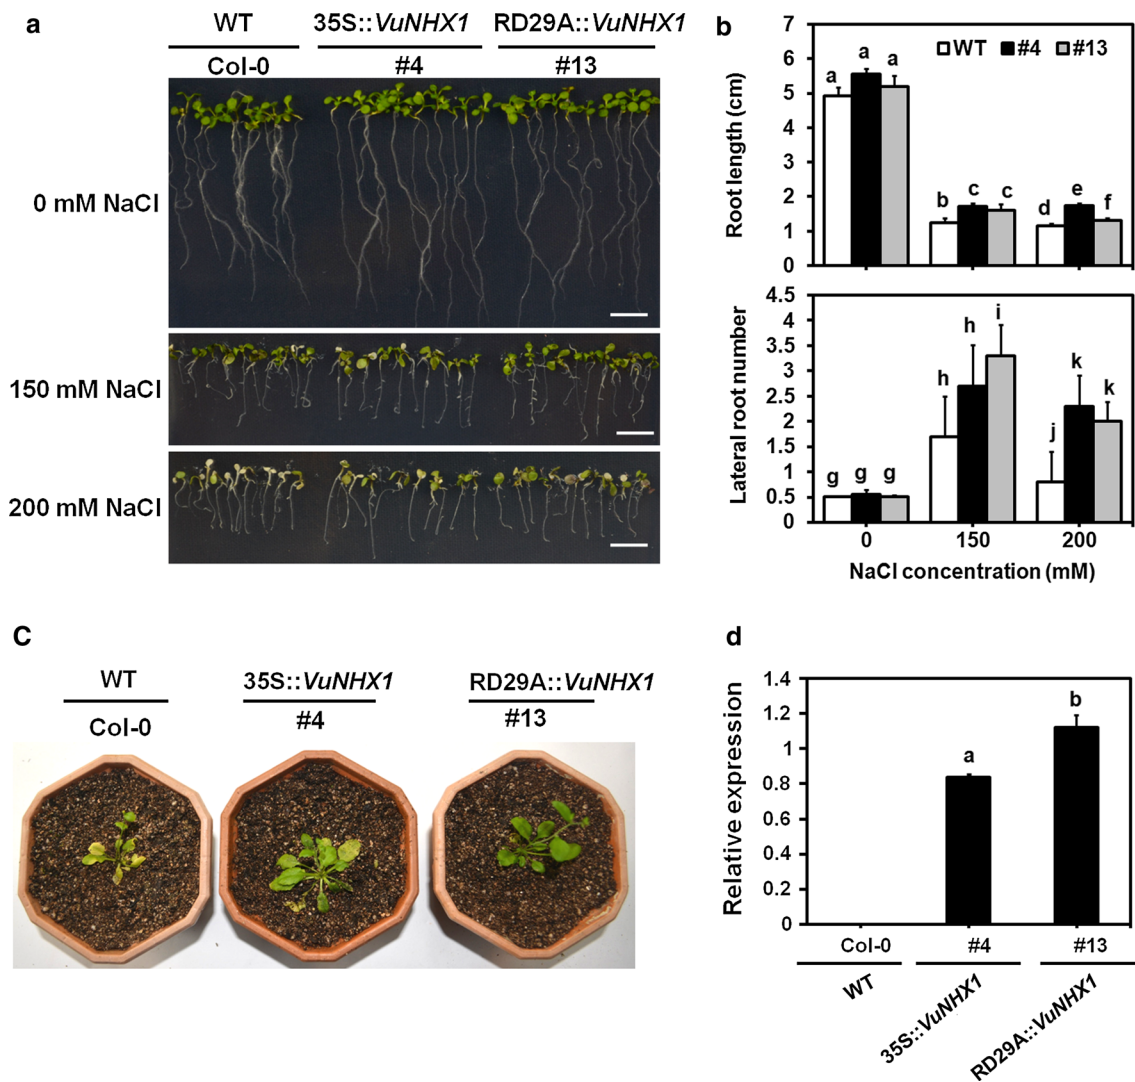 a
WT 35S::VuNHX1 RD29A::VuNHX1
Col-0 #4 #13
0 mM NaCl
150 mM NaCl
200 mM NaCl
b
Root length (cm)
7
6
5
4
3
2
1
0
WT #4 #13
a a a
b c c
d e f
Lateral root number
4.5
4
3.5
3
2.5
2
1.5
1
0.5
0
g g g
h h i
j k k
0 150 200
NaCl concentration (mM)
C
WT 35S::VuNHX1 RD29A::VuNHX1
Col-0 #4 #13
d
Relative expression
1.4
1.2
1
0.8
0.6
0.4
0.2
0
a
b
Col-0 #4 #13
WT
35S::VuNHX1
RD29A::VuNHX1